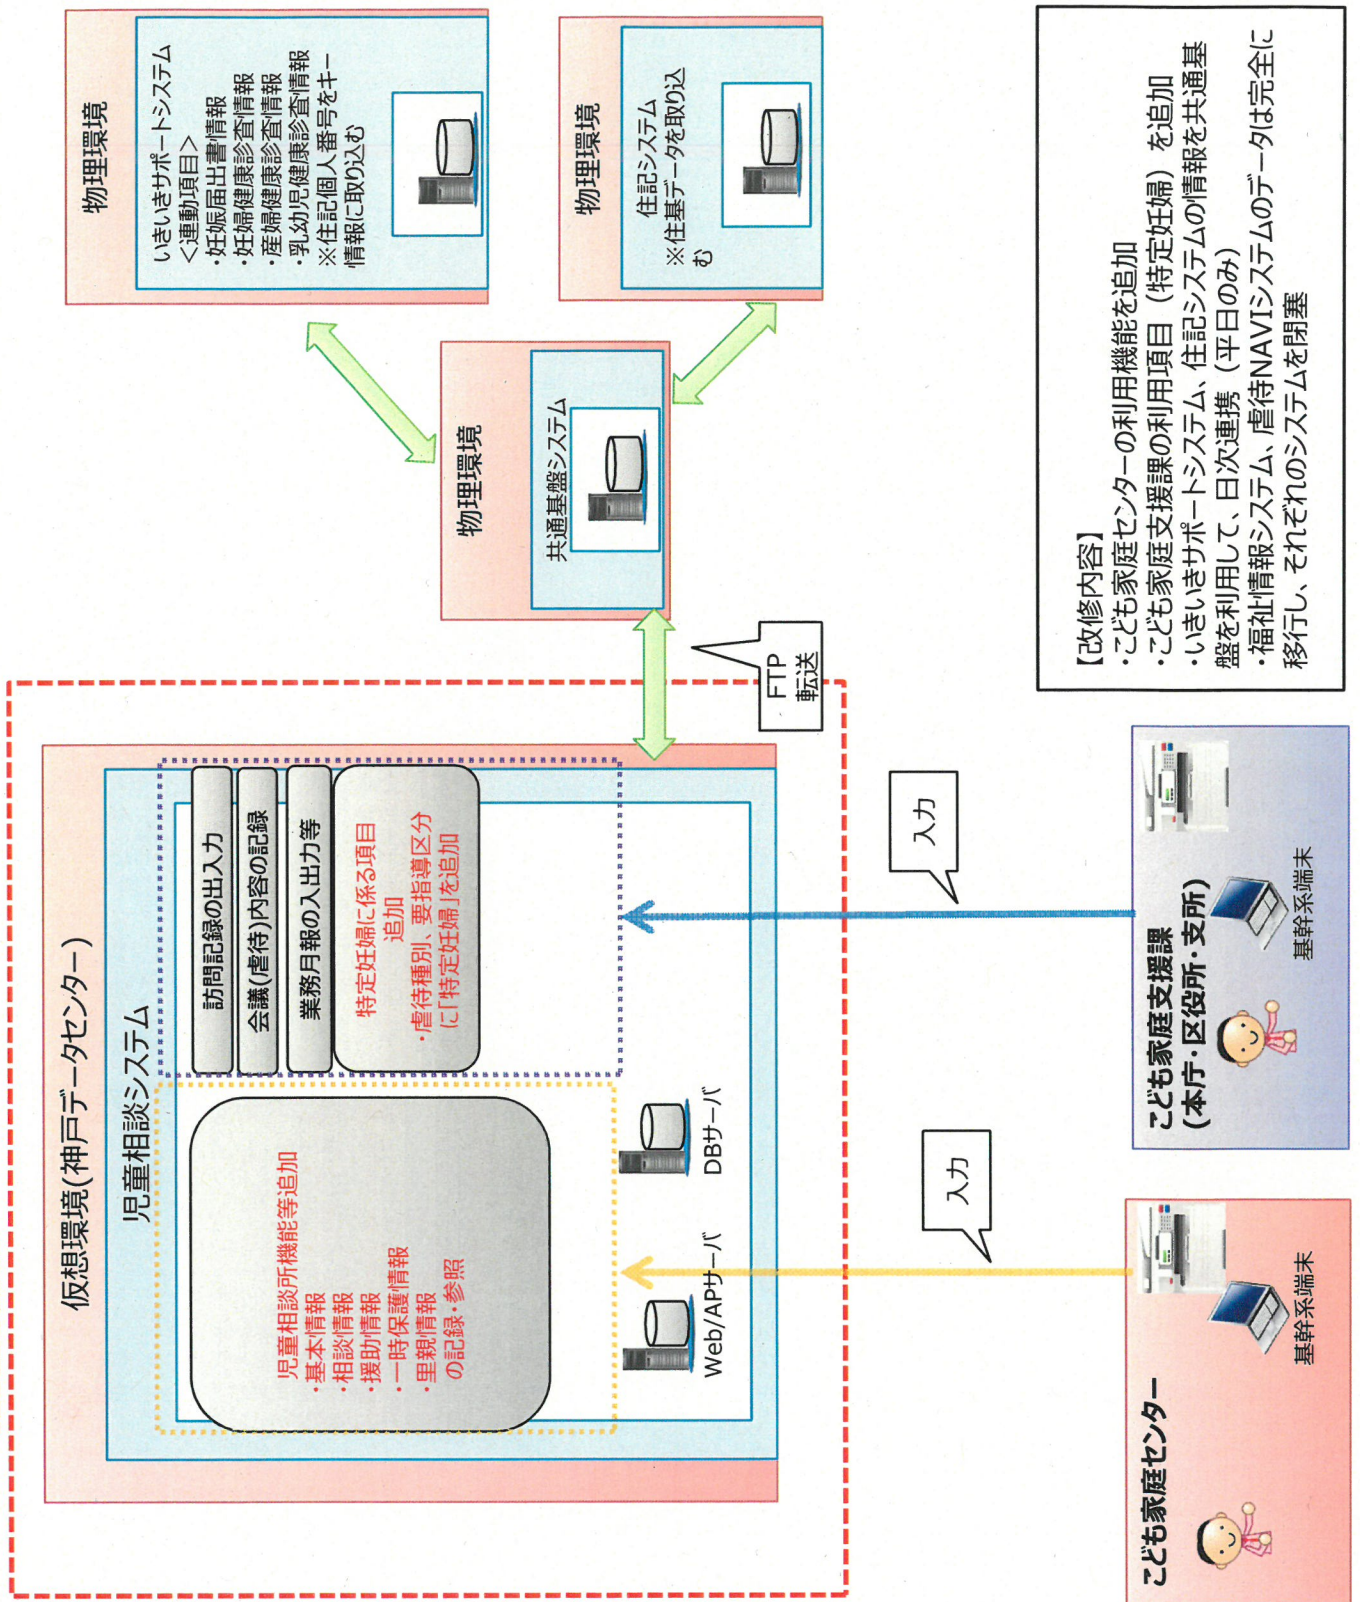 仮想環境(神戸データセンター)
児童相談システム
児童相談所機能等追加
・基本情報
・相談情報
・援助情報
・一時保護情報
・里親情報
の記録・参照
訪問記録の出入力
会議(虐待)内容の記録
業務月報の入出力等
特定妊婦に係る項目
追加
・虐待種別、要指導区分
に「特定妊婦」を追加
Web/APサーバ
DBサーバ
FTP
転送
物理環境
共通基盤システム
物理環境
いきいきサポートシステム
＜連動項目＞
・妊娠届出書情報
・妊婦健康診査情報
・産婦健康診査情報
・乳幼児健康診査情報
※住記個人番号をキー
情報に取り込む
物理環境
住記システム
※住基データを取り込
む
入力
入力
こども家庭センター
基幹系端末
こども家庭支援課
(本庁・区役所・支所)
基幹系端末
【改修内容】
・こども家庭センターの利用機能を追加
・こども家庭支援課の利用項目（特定妊婦）を追加
・いきいきサポートシステム、住記システムの情報を共通基
盤を利用して、日次連携（平日のみ）
・福祉情報システム、虐待NAVIシステムのデータは完全に
移行し、それぞれのシステムを閉塞